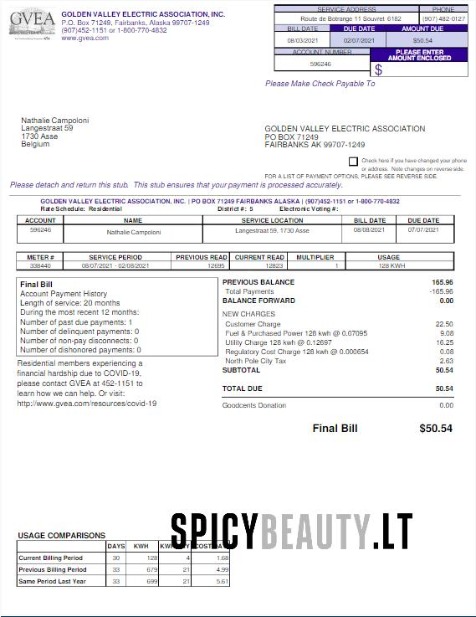 GVEA
GOLDEN VALLEY ELECTRIC ASSOCIATION, INC.
P.O. Box 71249, Fairbanks, Alaska 99707-1249
(907)452-1151 or 1-800-770-4832
www.gvea.com
SERVICE ADDRESS PHONE
Route de Botrange 11 Sourvret 6182 (907)482-0127
BILL DATE DUE DATE AMOUNT DUE
08/03/2021 02/07/2021 $50.54
ACCOUNT NUMBER PLEASE ENTER AMOUNT ENCLOSED
596246 $
Please Make Check Payable To
Nathalie Campoloni
Langestraat 59
1730 Asse
Belgium
GOLDEN VALLEY ELECTRIC ASSOCIATION
PO BOX 71249
FAIRBANKS AK 99707-1249
Check here if you have changed your phone
or address. Note changes on reverse side.
FOR A LIST OF PAYMENT OPTIONS, PLEASE SEE REVERSE SIDE.
Please detach and return this stub. This stub ensures that your payment is processed accurately.
GOLDEN VALLEY ELECTRIC ASSOCIATION, INC. | PO BOX 71249 FAIRBANKS ALASKA | (907)452-1151 or 1-800-770-4832
Rate Schedule: Residential District #: 5 Electronic Voting #:
ACCOUNT NAME SERVICE LOCATION BILL DATE DUE DATE
596246 Nathalie Campoloni Langestraat 59, 1730 Asse 08/08/2021 07/07/2021
METER # SERVICE PERIOD PREVIOUS READ CURRENT READ MULTIPLIER USAGE
338440 08/07/2021 - 02/08/2021 12695 12823 1 128 KWH
Final Bill
Account Payment History
Length of service: 20 months
During the most recent 12 months:
Number of past due payments: 1
Number of delinquent payments: 0
Number of non-pay disconnects: 0
Number of dishonored payments: 0
Residential members experiencing a
financial hardship due to COVID-19,
please contact GVEA at 452-1151 to
learn how we can help. Or visit:
http://www.gvea.com/resources/covid-19
PREVIOUS BALANCE 165.96
Total Payments -165.96
BALANCE FORWARD 0.00
NEW CHARGES
Customer Charge 22.50
Fuel & Purchased Power 128 kwh @ 0.07095 9.08
Utility Charge 128 kwh @ 0.12697 16.25
Regulatory Cost Charge 128 kwh @ 0.000654 0.08
North Pole City Tax 2.63
SUBTOTAL 50.54
TOTAL DUE 50.54
Goodcents Donation 0.00
Final Bill $50.54
SPICYBEAUTY.LT
USAGE COMPARISONS
DAYS KWH
Current Billing Period 30 128 4 1.68
Previous Billing Period 33 679 21 4.99
Same Period Last Year 33 699 21 5.61